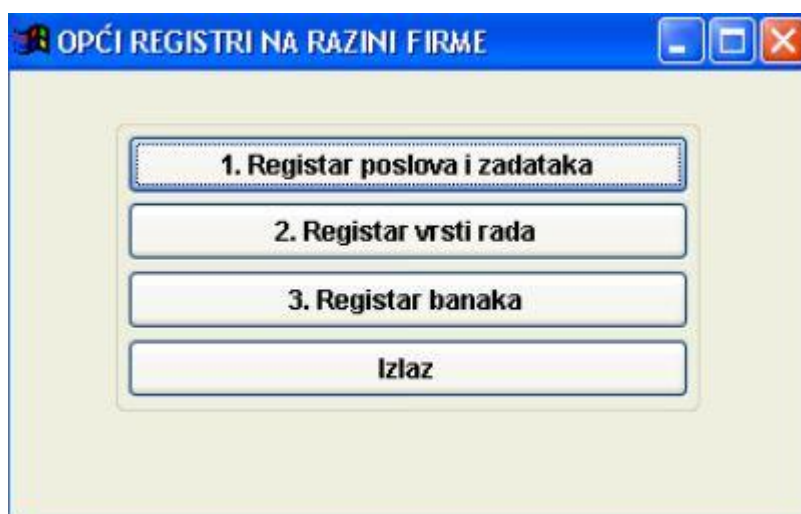 OPĆI REGISTRI NA RAZINI FIRME
1. Registar poslova i zadataka
2. Registar vrsti rada
3. Registar banaka
Izlaz